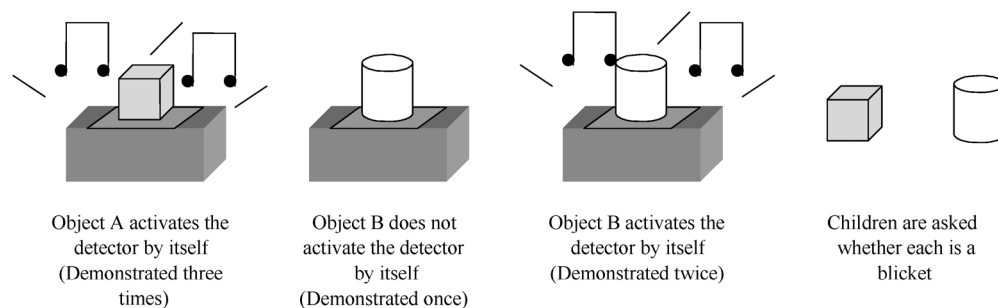 Object A activates the
detector by itself
(Demonstrated three
times)
Object B does not
activate the detector
by itself
(Demonstrated once)
Object B activates the
detector by itself
(Demonstrated twice)
Children are asked
whether each is a
blicket